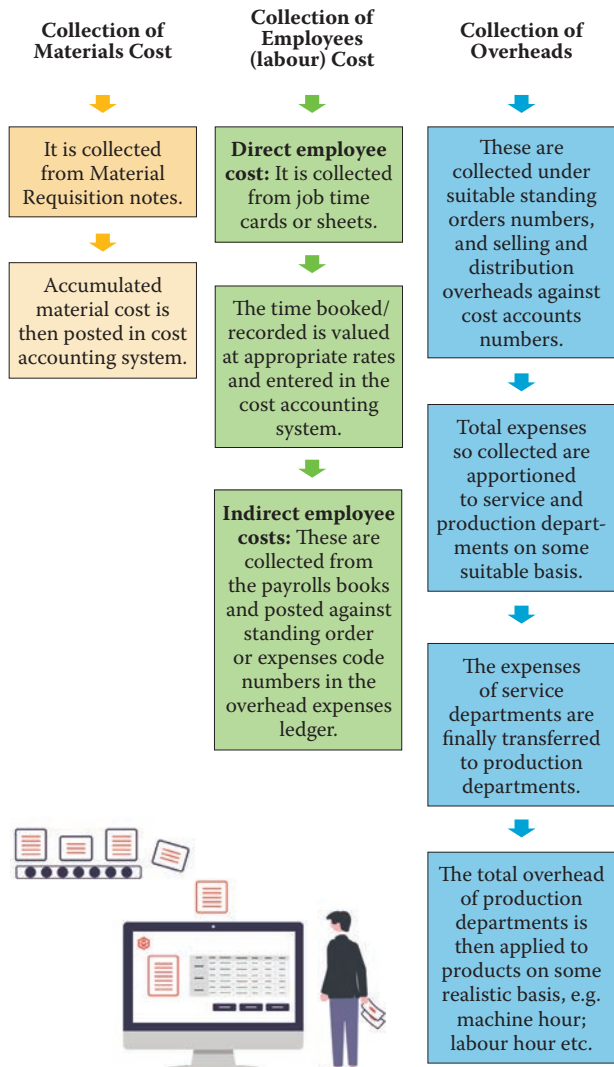 Collection of
Materials Cost
It is collected
from Material
Requisition notes.
Accumulated
material cost is
then posted in cost
accounting system.
Collection of
Employees
(labour) Cost
Direct employee
cost: It is collected
from job time
cards or sheets.
The time booked/
recorded is valued
at appropriate rates
and entered in the
cost accounting
system.
Indirect employee
costs: These are
collected from
the payrolls books
and posted against
standing order
or expenses code
numbers in the
overhead expenses
ledger.
Collection of
Overheads
These are
collected under
suitable standing
orders numbers,
and selling and
distribution
overheads against
cost accounts
numbers.
Total expenses
so collected are
apportioned
to service and
production depart-
ments on some
suitable basis.
The expenses
of service
departments are
finally transferred
to production
departments.
The total overhead
of production
departments is
then applied to
products on some
realistic basis, e.g.
machine hour;
labour hour etc.